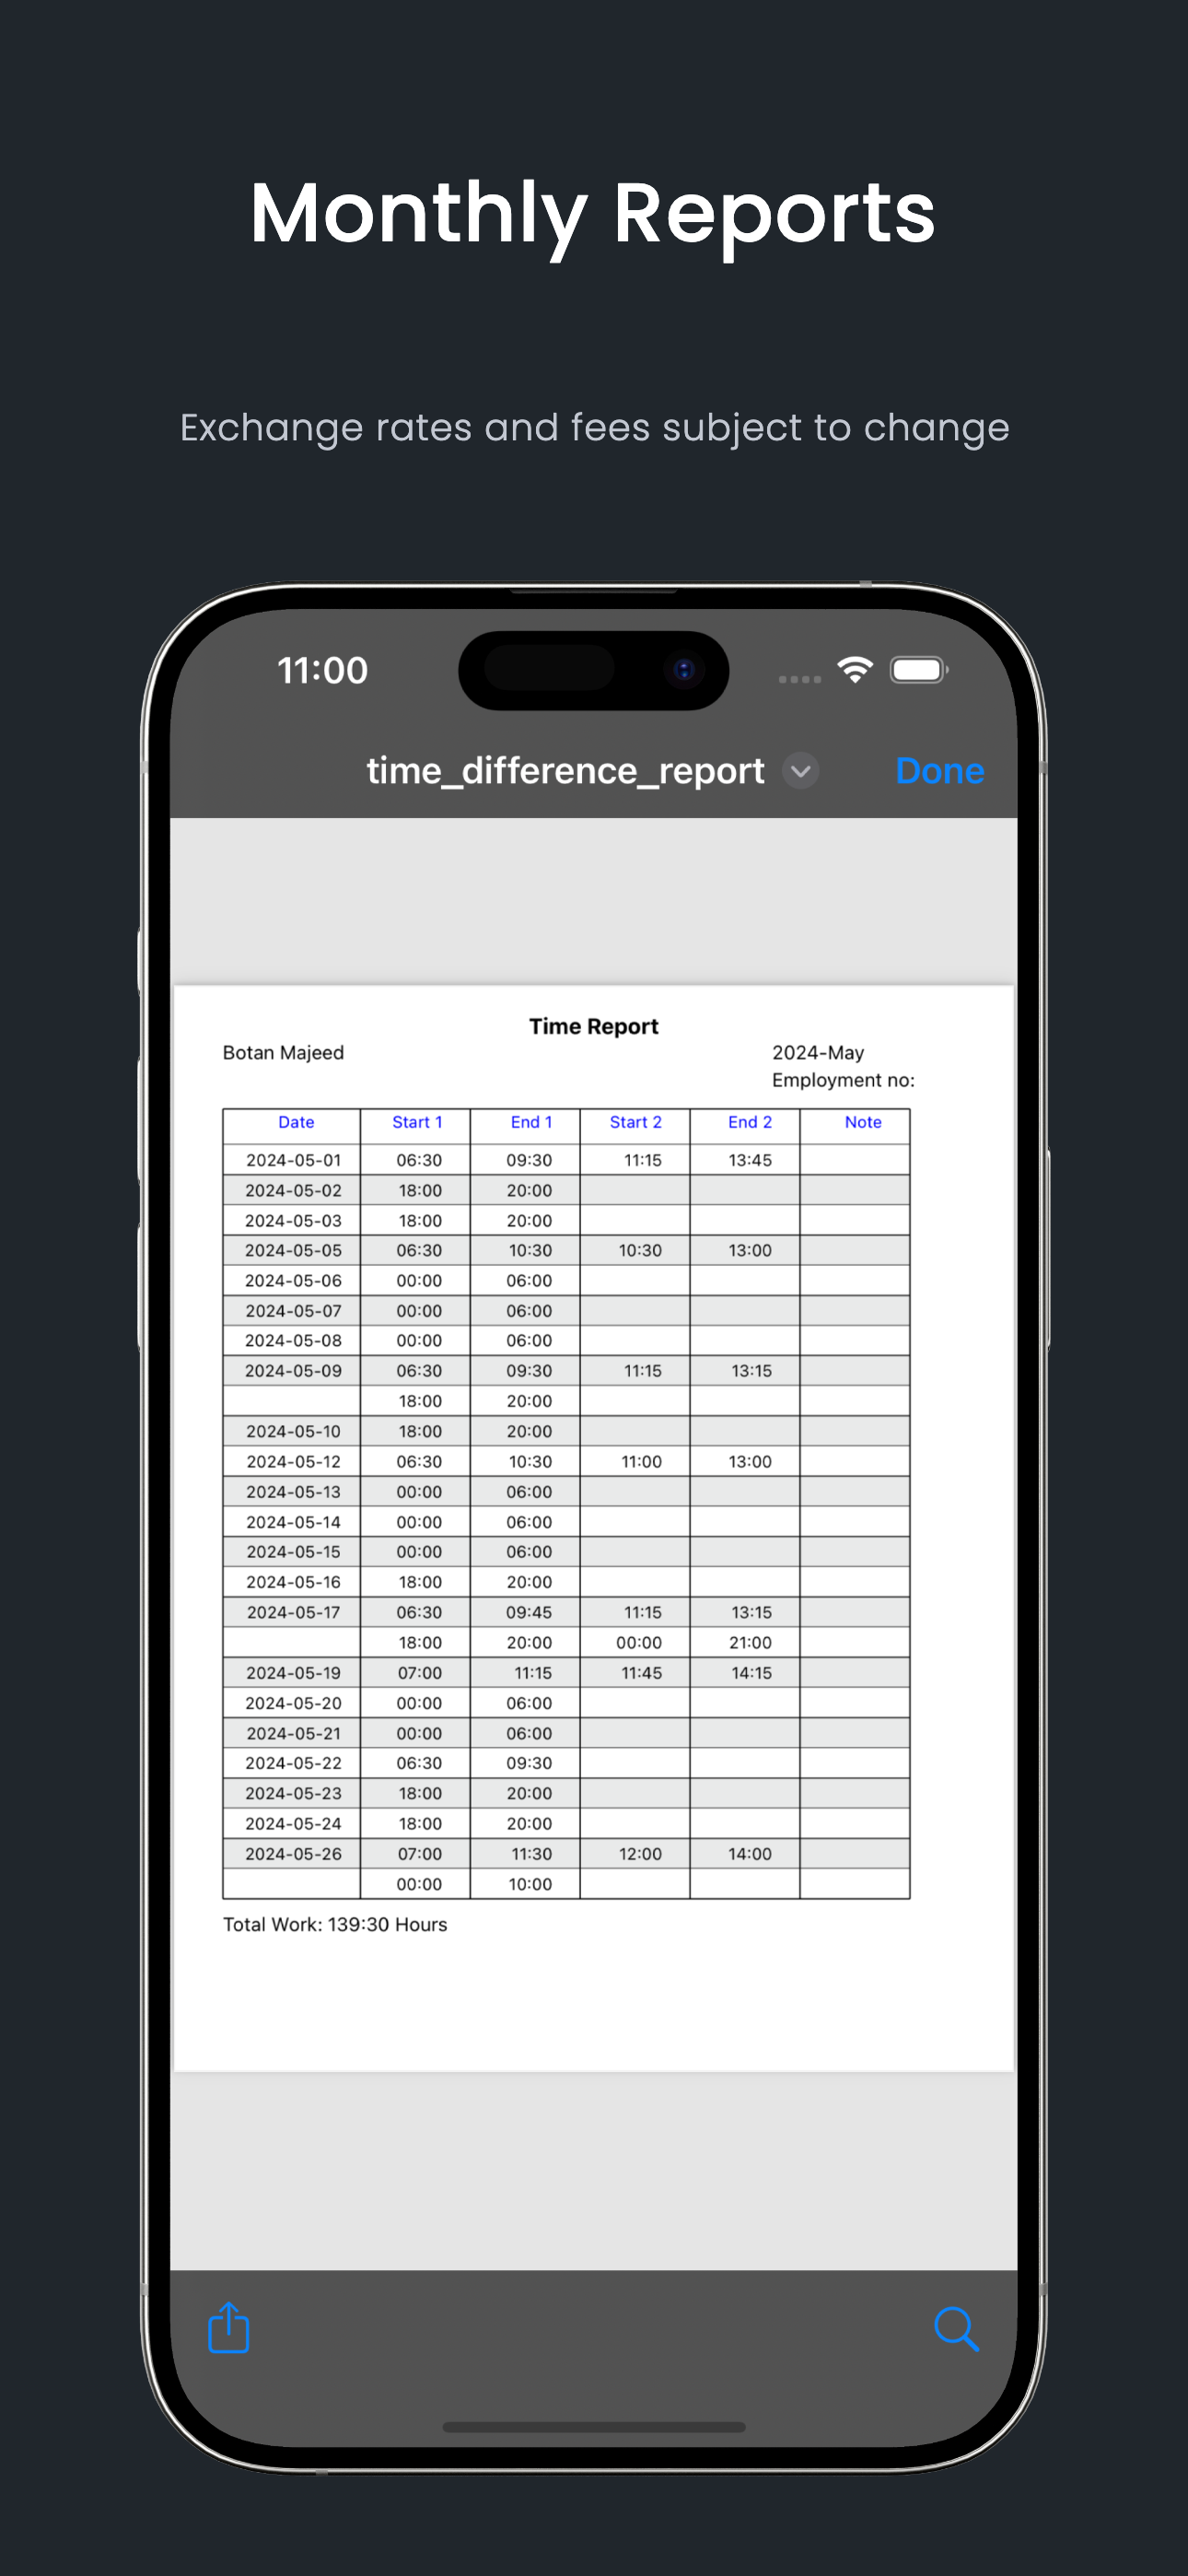 Monthly Reports
Exchange rates and fees subject to change
11:00
time_difference_report Done
Time Report
Botan Majeed 2024-May
Employment no:
Date Start 1 End 1 Start 2 End 2 Note
2024-05-01 06:30 09:30 11:15 13:45
2024-05-02 18:00 20:00
2024-05-03 18:00 20:00
2024-05-05 06:30 10:30 10:30 13:00
2024-05-06 00:00 06:00
2024-05-07 00:00 06:00
2024-05-08 00:00 06:00
2024-05-09 06:30 09:30 11:15 13:15
18:00 20:00
2024-05-10 18:00 20:00
2024-05-12 06:30 10:30 11:00 13:00
2024-05-13 00:00 06:00
2024-05-14 00:00 06:00
2024-05-15 00:00 06:00
2024-05-16 18:00 20:00
2024-05-17 06:30 09:45 11:15 13:15
18:00 20:00 00:00 21:00
2024-05-19 07:00 11:15 11:45 14:15
2024-05-20 00:00 06:00
2024-05-21 00:00 06:00
2024-05-22 06:30 09:30
2024-05-23 18:00 20:00
2024-05-24 18:00 20:00
2024-05-26 07:00 11:30 12:00 14:00
00:00 10:00
Total Work: 139:30 Hours